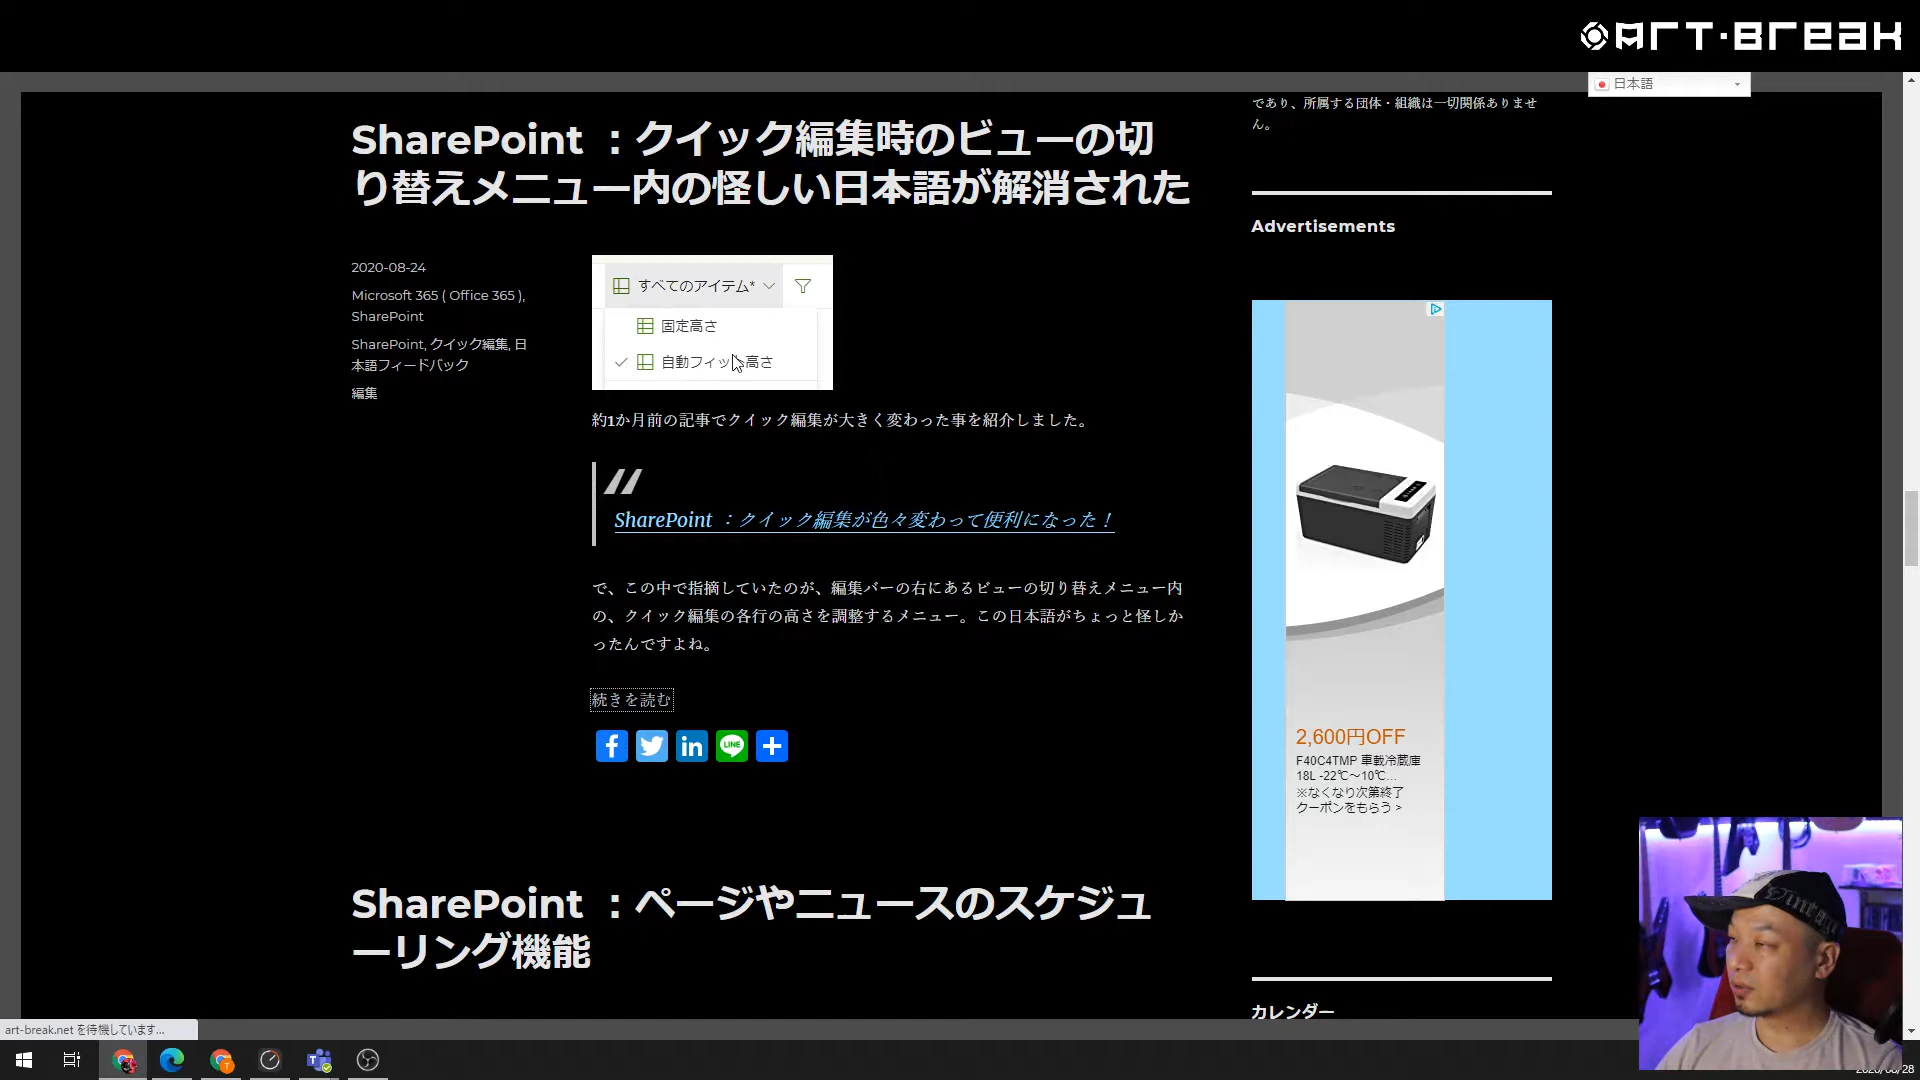 ART·Break
日本語
であり、所属する団体・組織は一切関係ありませ
ん。
SharePoint ：クイック編集時のビューの切
り替えメニュー内の怪しい日本語が解消された
2020-08-24
Microsoft 365 ( Office 365 ),
SharePoint
SharePoint, クイック編集, 日
本語フィードバック
編集
すべてのアイテム*
固定高さ
自動フィット高さ
約1か月前の記事でクイック編集が大きく変わった事を紹介しました。
SharePoint ：クイック編集が色々変わって便利になった！
で、この中で指摘していたのが、編集バーの右にあるビューの切り替えメニュー内
の、クイック編集の各行の高さを調整するメニュー。この日本語がちょっと怪しか
ったんですよね。
続きを読む
LINE
SharePoint ：ページやニュースのスケジュ
ーリング機能
Advertisements
2,600円OFF
F40C4TMP 車載冷蔵庫
18L -22℃～10℃...
※なくなり次第終了
クーポンをもらう >
カレンダー
art-break.net を待機しています...